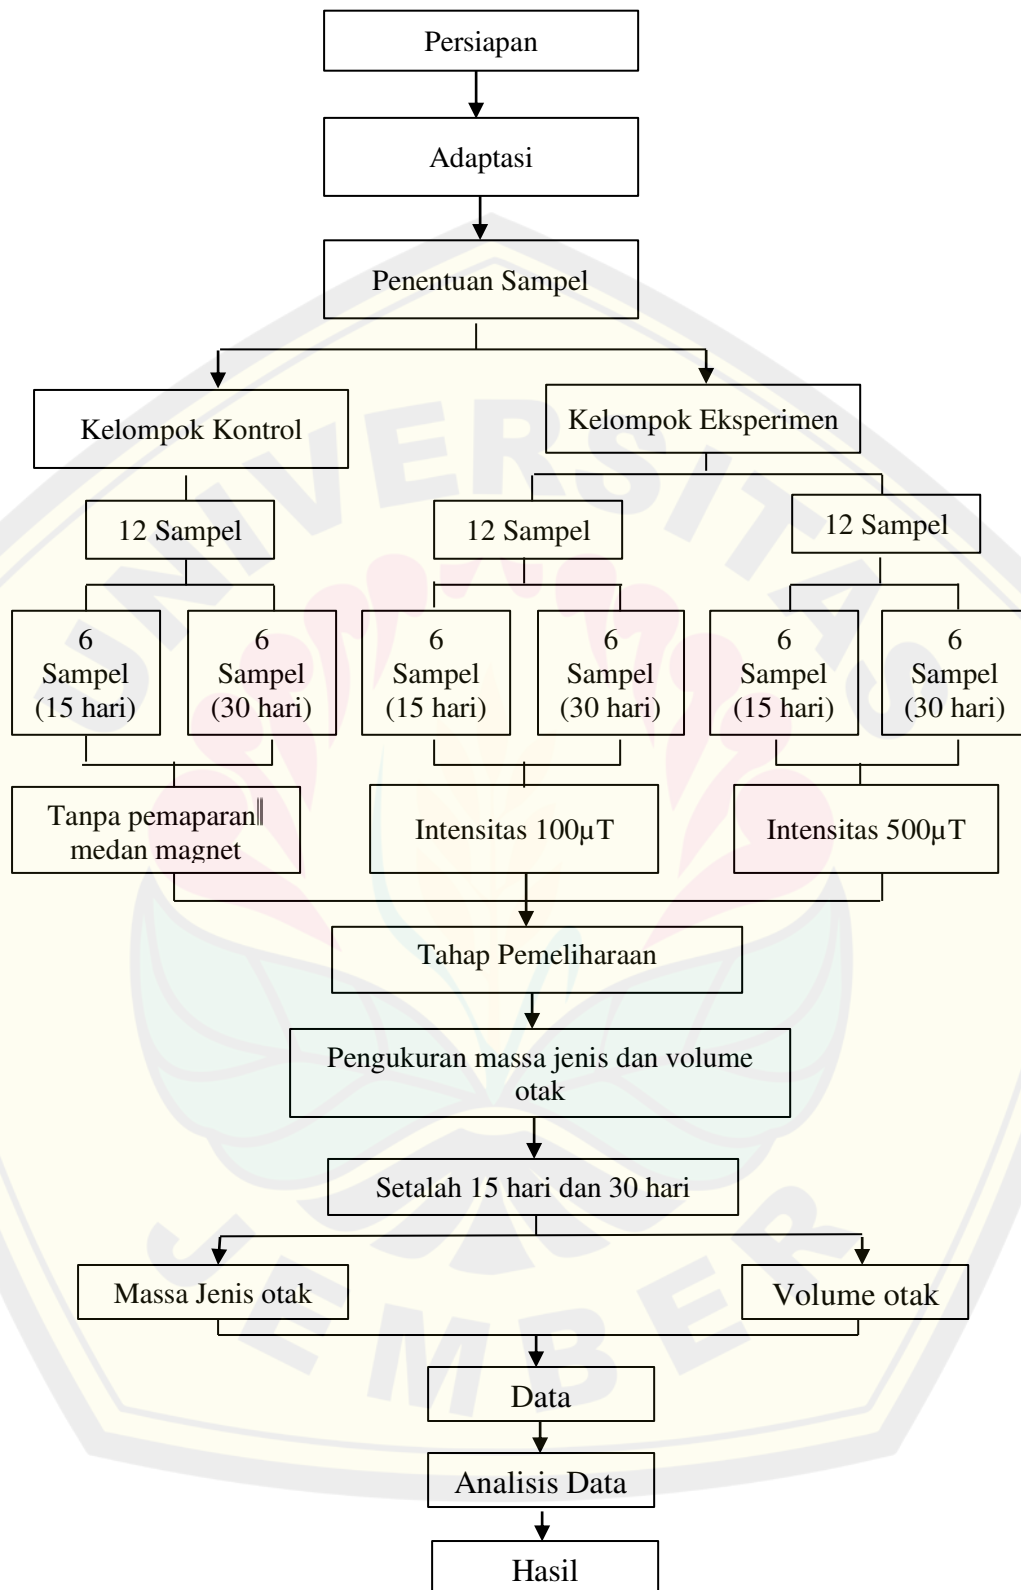 Persiapan
Adaptasi
Penentuan Sampel
Kelompok Kontrol
Kelompok Eksperimen
12 Sampel
12 Sampel
12 Sampel
6
Sampel
(15 hari)
6
Sampel
(30 hari)
6
Sampel
(15 hari)
6
Sampel
(30 hari)
6
Sampel
(15 hari)
6
Sampel
(30 hari)
Tanpa pemaparan
medan magnet
Intensitas 100µT
Intensitas 500µT
Tahap Pemeliharaan
Pengukuran massa jenis dan volume
otak
Setalah 15 hari dan 30 hari
Massa Jenis otak
Volume otak
Data
Analisis Data
Hasil
UNIVERSITAS
JEMBER